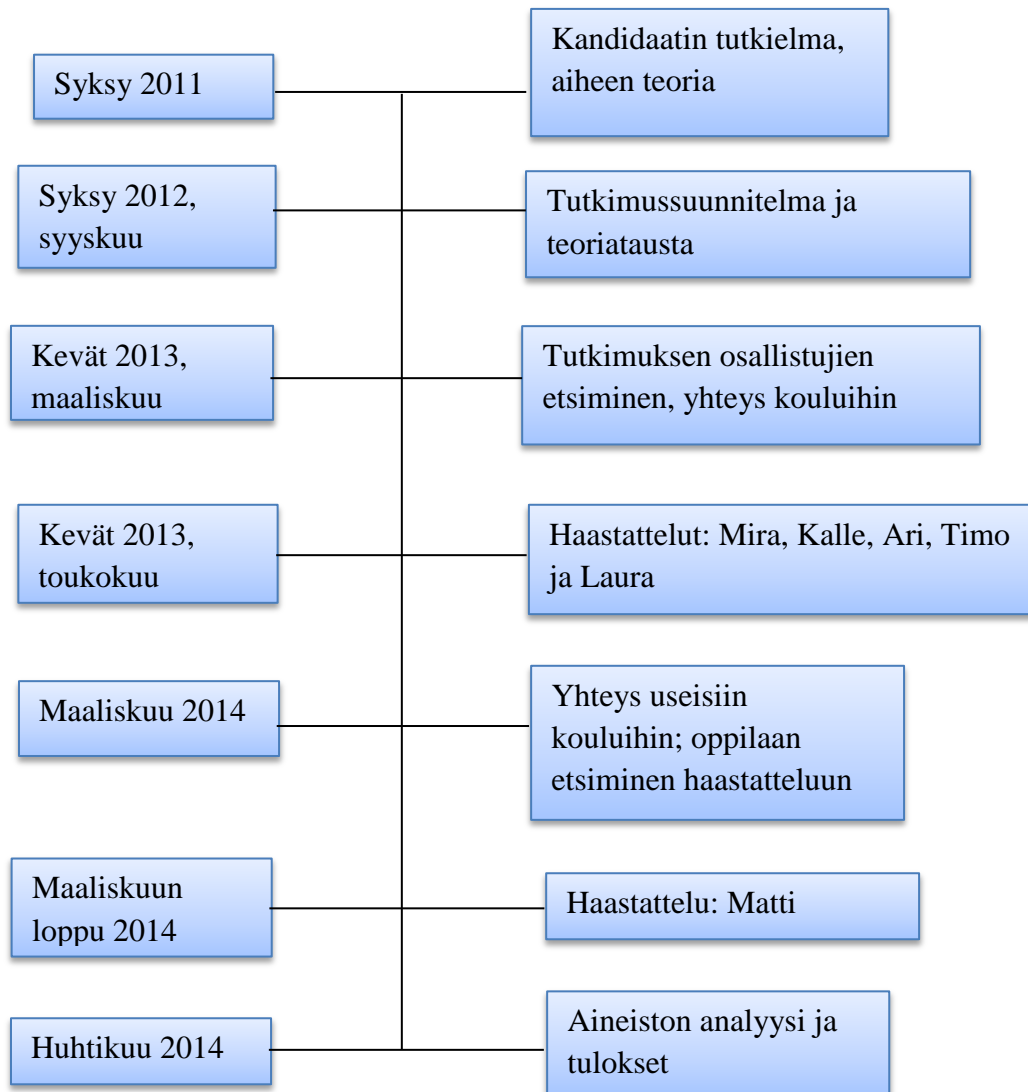 Syksy 2011
Kandidaatin tutkielma,
aiheen teoria
Syksy 2012,
syyskuu
Tutkimussuunnitelma ja
teoriatausta
Kevät 2013,
maaliskuu
Tutkimuksen osallistujien
etsiminen, yhteys kouluihin
Kevät 2013,
toukokuu
Haastattelut: Mira, Kalle, Ari, Timo
ja Laura
Maaliskuu 2014
Yhteys useisiin
kouluihin; oppilaan
etsiminen haastatteluun
Maaliskuun
loppu 2014
Haastattelu: Matti
Huhtikuu 2014
Aineiston analyysi ja
tulokset